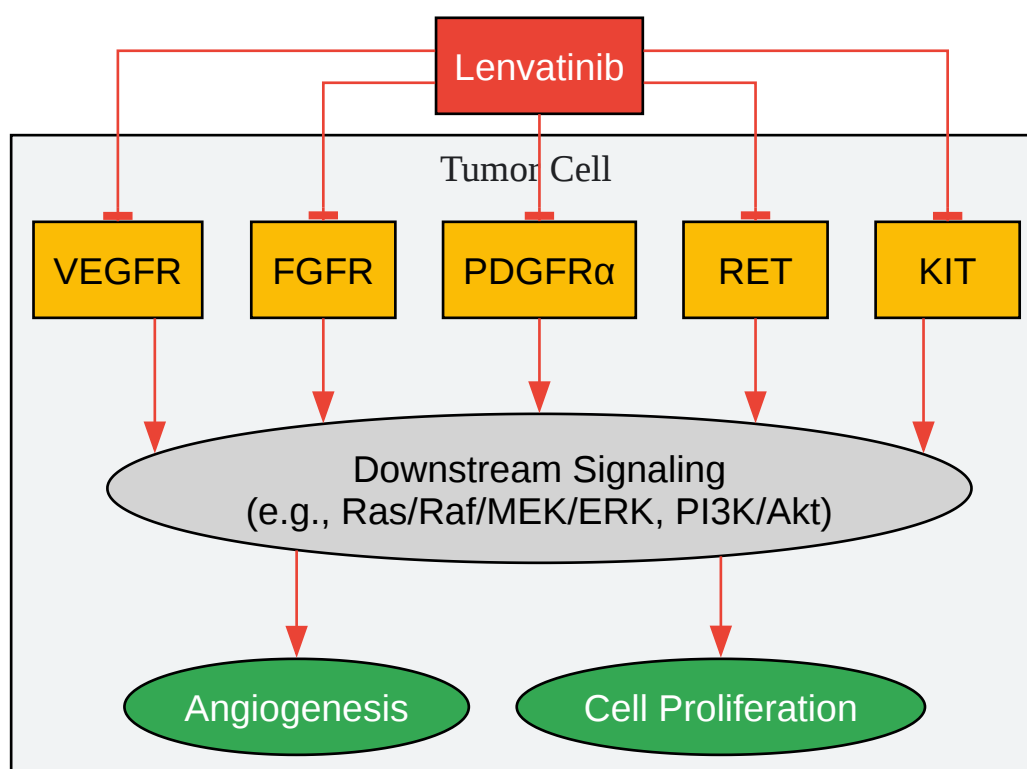 Lenvatinib
Tumor Cell
VEGFR
FGFR
PDGFRα
RET
KIT
Downstream Signaling
(e.g., Ras/Raf/MEK/ERK, PI3K/Akt)
Angiogenesis
Cell Proliferation